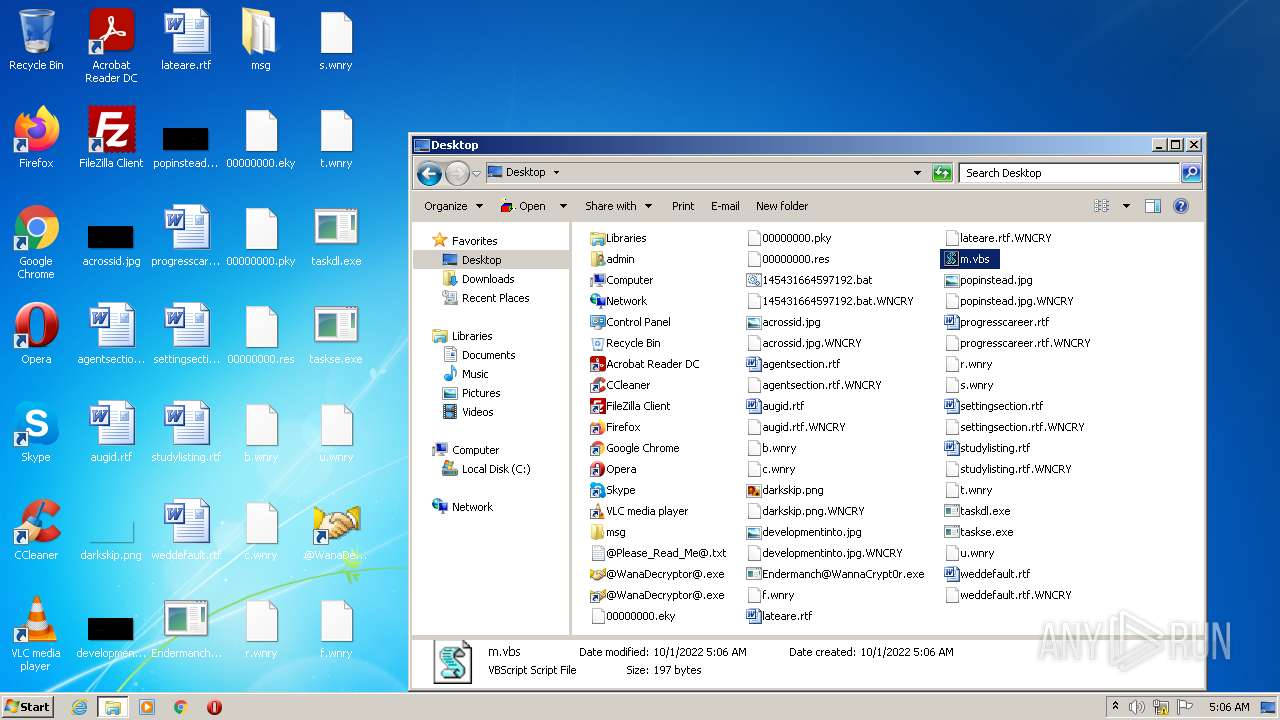 Recycle Bin
Acrobat Reader DC
lateare.rtf
msg
s.wnry
Firefox
FileZilla Client
popinstead...
00000000.eky
t.wnry
Google Chrome
acrossid.jpg
progresscar...
00000000.pky
taskdl.exe
Opera
agentsectio...
settingsecti...
00000000.res
taskse.exe
Skype
augid.rtf
studylisting.rtf
b.wnry
u.wnry
CCleaner
darkskip.png
weddefault.rtf
c.wnry
@WanaDe...
VLC media player
developmen...
Endermanch...
r.wnry
f.wnry
Desktop
Desktop
Search Desktop
Organize
Open
Share with
Print
E-mail
New folder
Favorites
Desktop
Downloads
Recent Places
Libraries
Documents
Music
Pictures
Videos
Computer
Local Disk (C:)
Network
Libraries
admin
Computer
Network
Control Panel
Recycle Bin
Acrobat Reader DC
CCleaner
FileZilla Client
Firefox
Google Chrome
Opera
Skype
VLC media player
msg
@Please_Read_Me@.txt
@WanaDecryptor@.exe
@WanaDecryptor@.exe
00000000.eky
00000000.pky
00000000.res
acrossid.jpg
acrossid.jpg.WNCRY
agentsection.rtf
agentsection.rtf.WNCRY
augid.rtf
augid.rtf.WNCRY
b.wnry
c.wnry
darkskip.png
darkskip.png.WNCRY
developmentinto.jpg
developmentinto.jpg.WNCRY
Endermanch@WannaCrypt0r.exe
f.wnry
lateare.rtf
lateare.rtf.WNCRY
m.vbs
popinstead.jpg
popinstead.jpg.WNCRY
progresscareer.rtf
progresscareer.rtf.WNCRY
r.wnry
s.wnry
settingsection.rtf
settingsection.rtf.WNCRY
studylisting.rtf
studylisting.rtf.WNCRY
t.wnry
taskdl.exe
taskse.exe
u.wnry
weddefault.rtf
weddefault.rtf.WNCRY
m.vbs
Date modified: 10/1/2022 5:06 AM
Date created: 10/1/2022 5:06 AM
VBScript Script File
Size: 197 bytes
ANY RUN
Start
5:06 AM